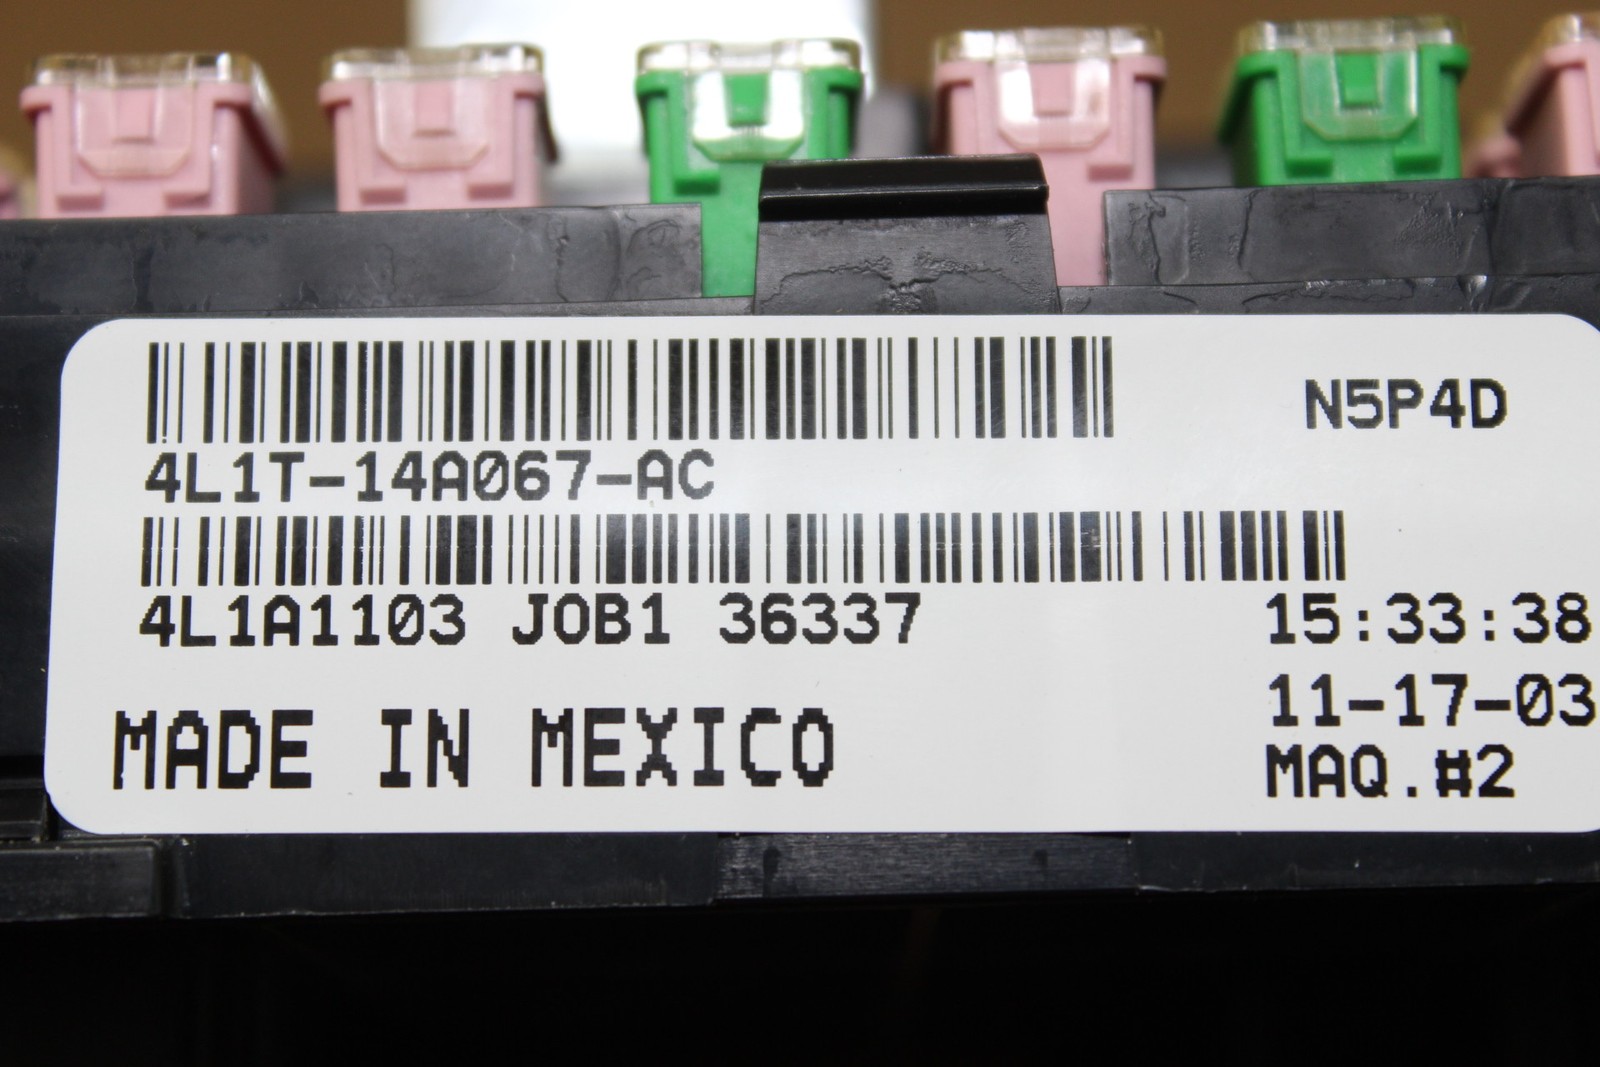 N5P4D
4L1T-14A067-AC
4L1A1103 JOB1 36337 15:33:38
11-17-03
MADE IN MEXICO
MAQ.#2